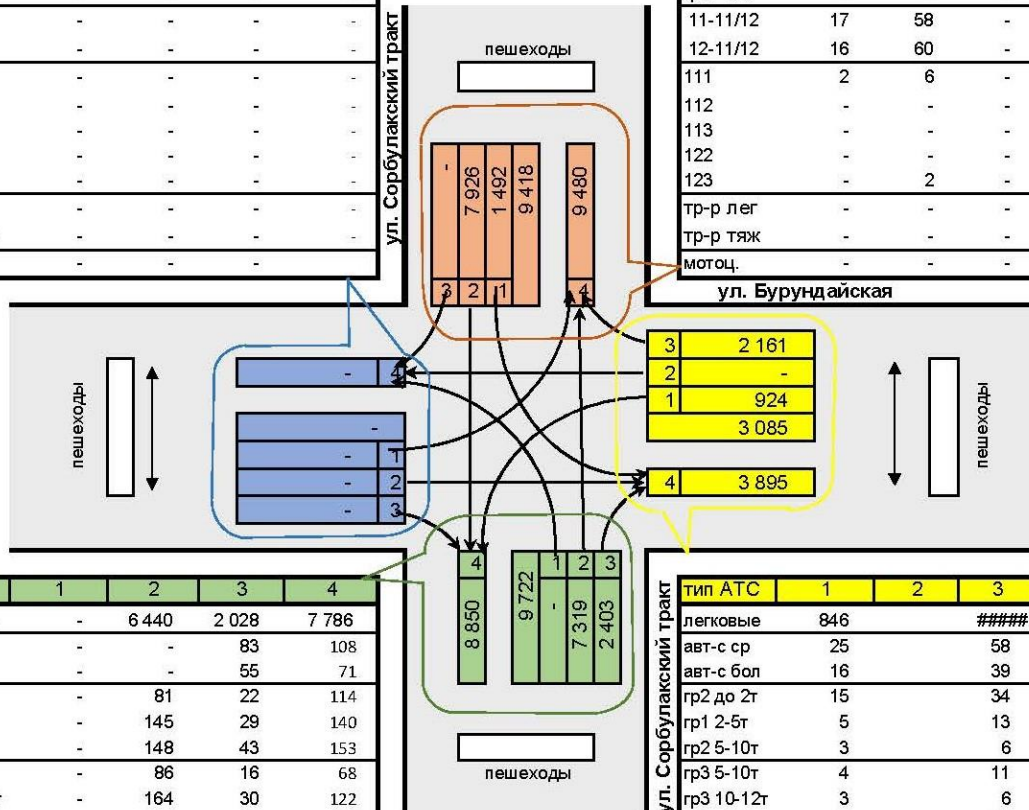 - - - -
- - - -
- - - -
- - - -
- - - -
- - - -
- - - -
- - - -
- - - -
- - - -
ул. Сорбулакский тракт
пешеходы
11-11/12 17 58 -
12-11/12 16 60 -
111 2 6 -
112 - - -
113 - - -
122 - - -
123 - 2 -
тр-р лег - - -
тр-р тяж - - -
мотоц. - - -
ул. Бурундайская
- 7 926 1 492 9 418 9 480
3 2 1 4
пешеходы
- 4
-
- 1
- 2
- 3
3 2 161
2 -
1 924
3 085
4 3 895
пешеходы
4 9 722 1 2 3
8 850 - 7 319 2 403
пешеходы
1 2 3 4
- 6 440 2 028 7 786
- - 83 108
- - 55 71
- 81 22 114
- 145 29 140
- 148 43 153
- 86 16 68
- 164 30 122
ул. Сорбулакский тракт
тип АТС 1 2 3
легковые 846 #####
авт-с ср 25 58
авт-с бол 16 39
гр2 до 2т 15 34
гр1 2-5т 5 13
гр2 5-10т 3 6
гр3 5-10т 4 11
гр3 10-12т 3 6